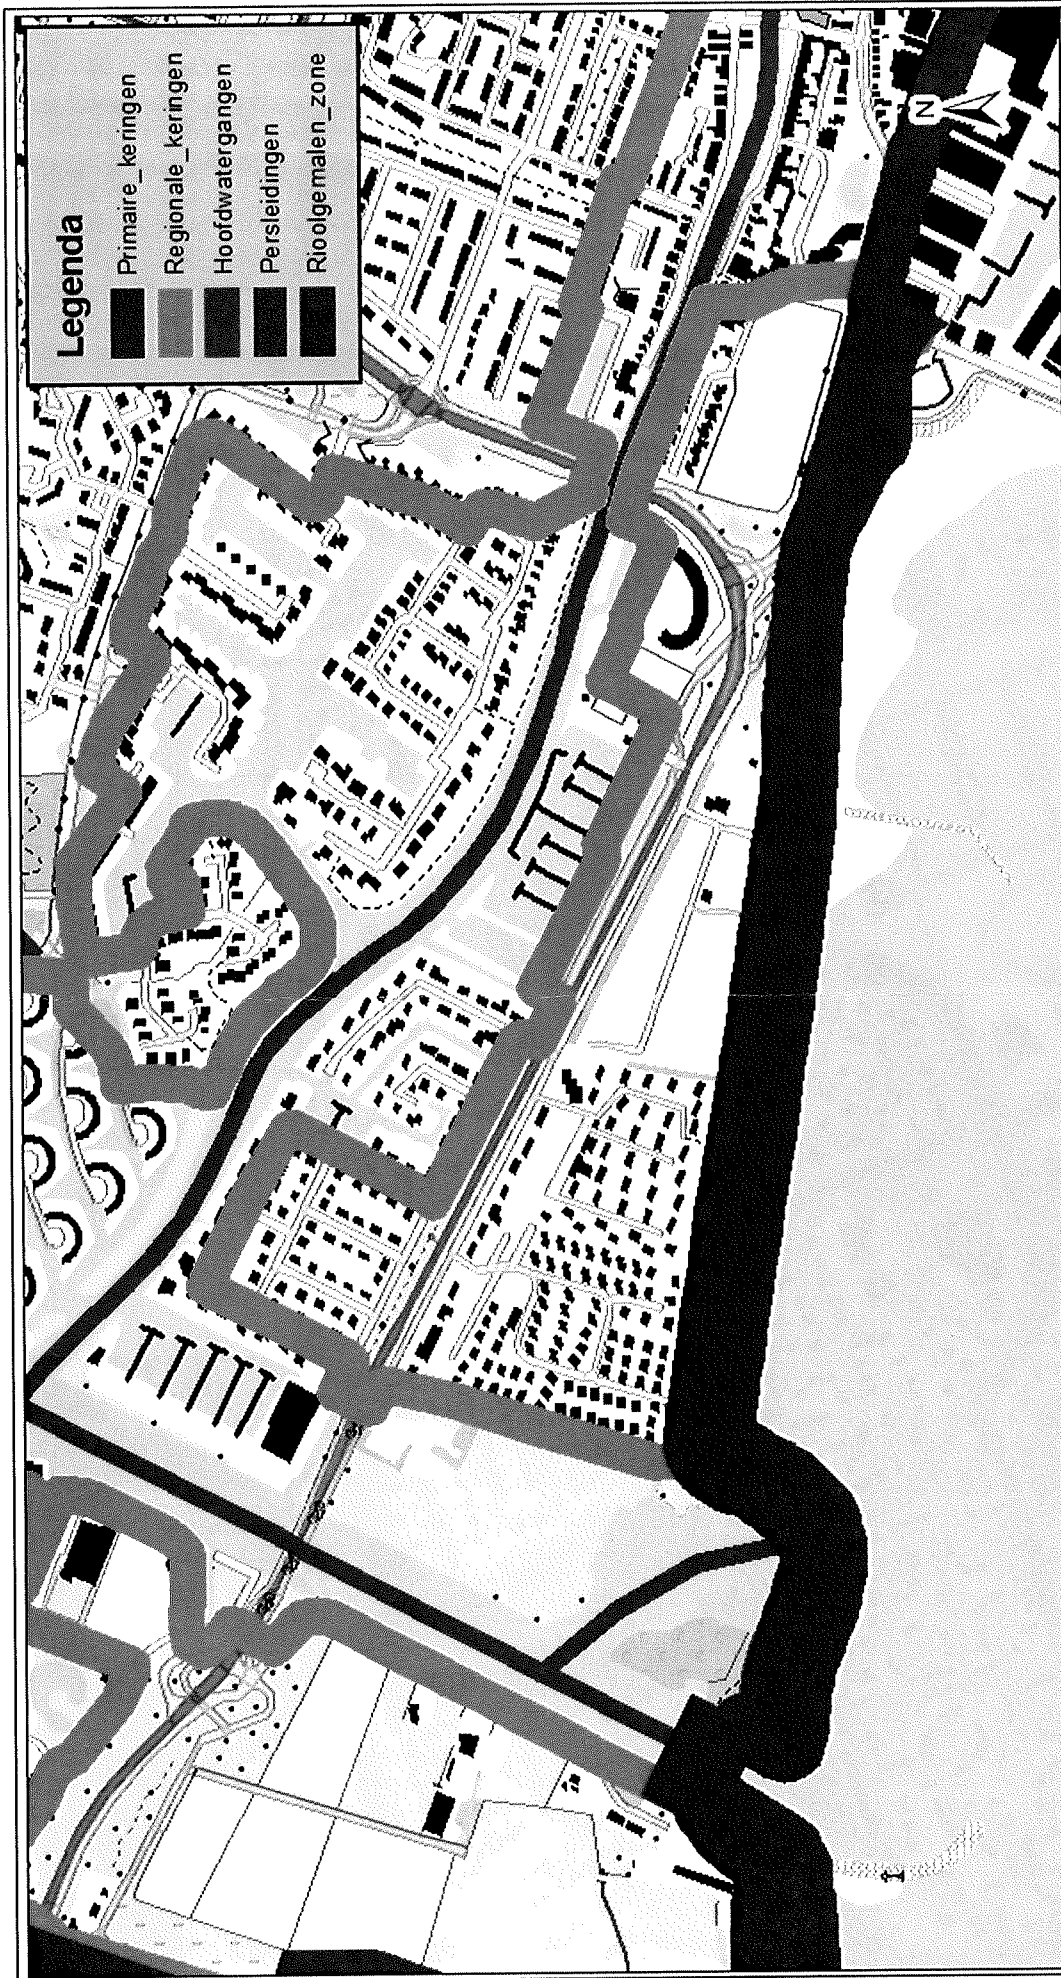 Legenda
Primaire_keringen
Regionale_keringen
Hoofdwatergangen
Persleidingen
Rioolgemalen_zone
N